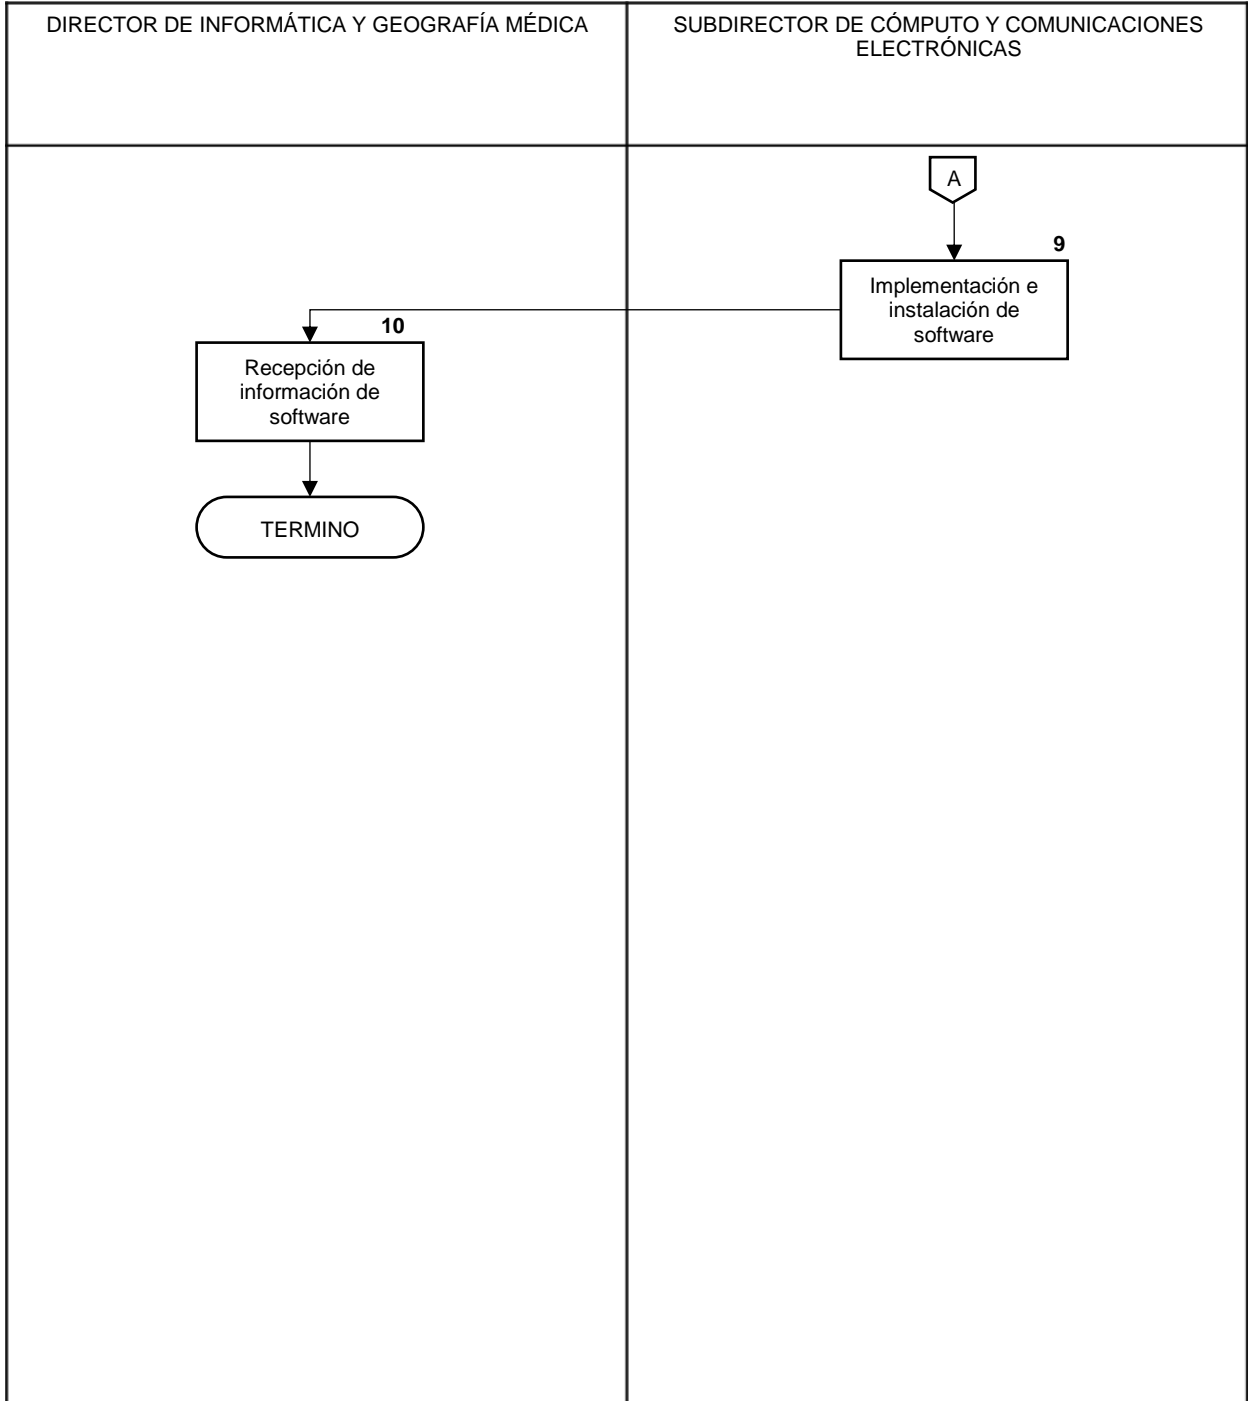 DIRECTOR DE INFORMÁTICA Y GEOGRAFÍA MÉDICA
SUBDIRECTOR DE CÓMPUTO Y COMUNICACIONES
ELECTRÓNICAS
A
9
Implementación e
instalación de
software
10
Recepción de
información de
software
TERMINO